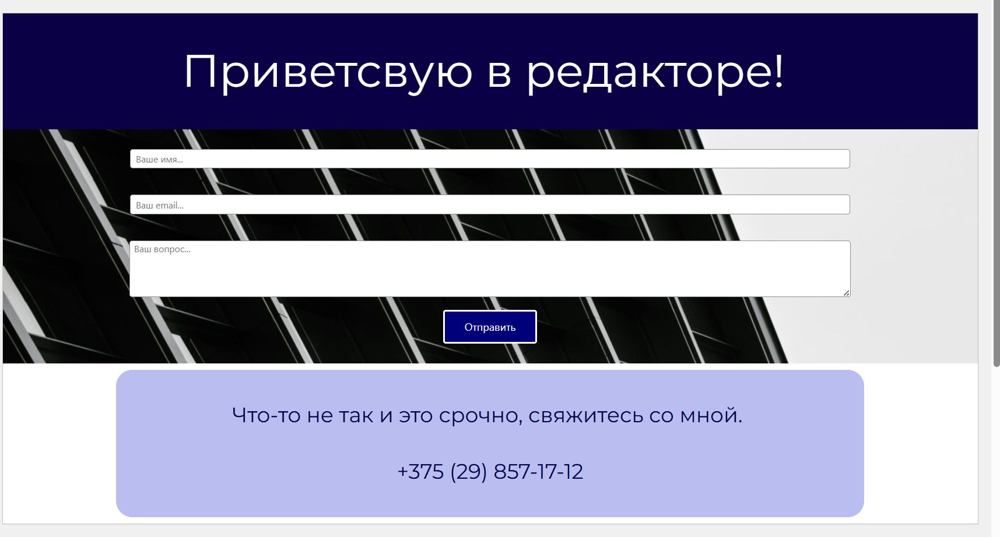 Приветсвую в редакторе!
Ваше имя...
Ваш email...
Ваш вопрос...
Отправить
Что-то не так и это срочно, свяжитесь со мной.
+375 (29) 857-17-12